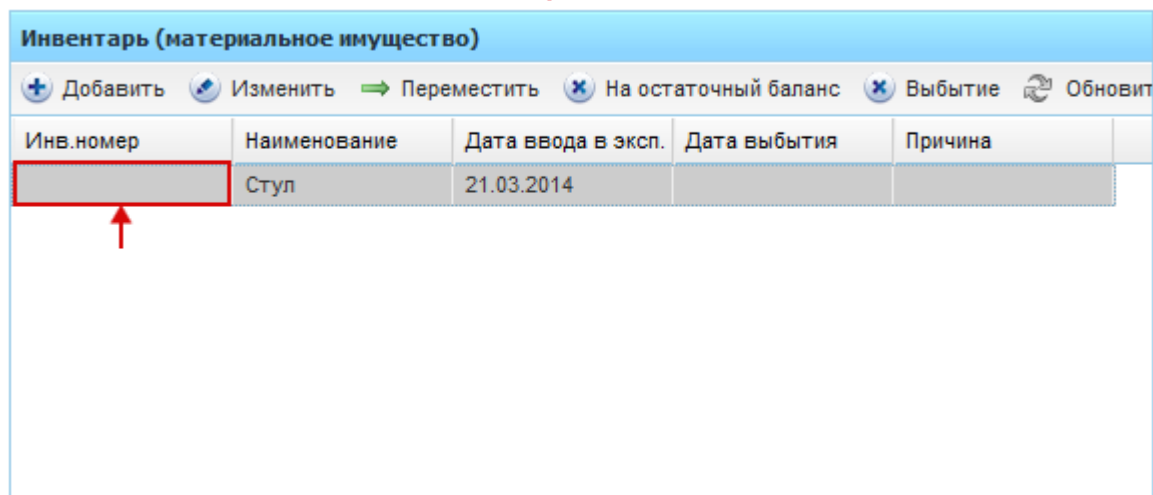 Инвентарь (материальное имущество)
Добавить Изменить Переместить На остаточный баланс Выбытие Обновит
Инв.номер Наименование Дата ввода в эксп. Дата выбытия Причина
Стул 21.03.2014